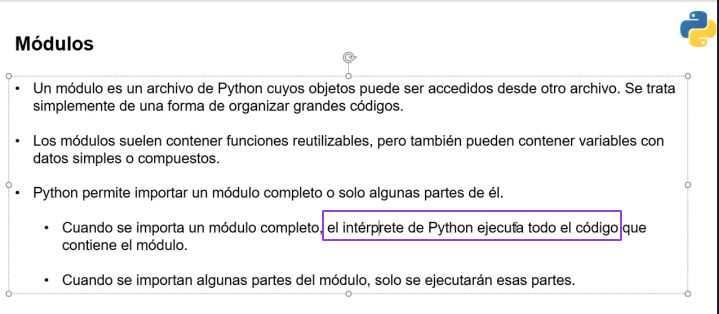 Módulos
• Un módulo es un archivo de Python cuyos objetos puede ser accedidos desde otro archivo. Se trata
simplemente de una forma de organizar grandes códigos.
• Los módulos suelen contener funciones reutilizables, pero también pueden contener variables con
datos simples o compuestos.
• Python permite importar un módulo completo o solo algunas partes de él.
• Cuando se importa un módulo completo, el intérprete de Python ejecuta todo el código que
contiene el módulo.
• Cuando se importan algunas partes del módulo, solo se ejecutarán esas partes.